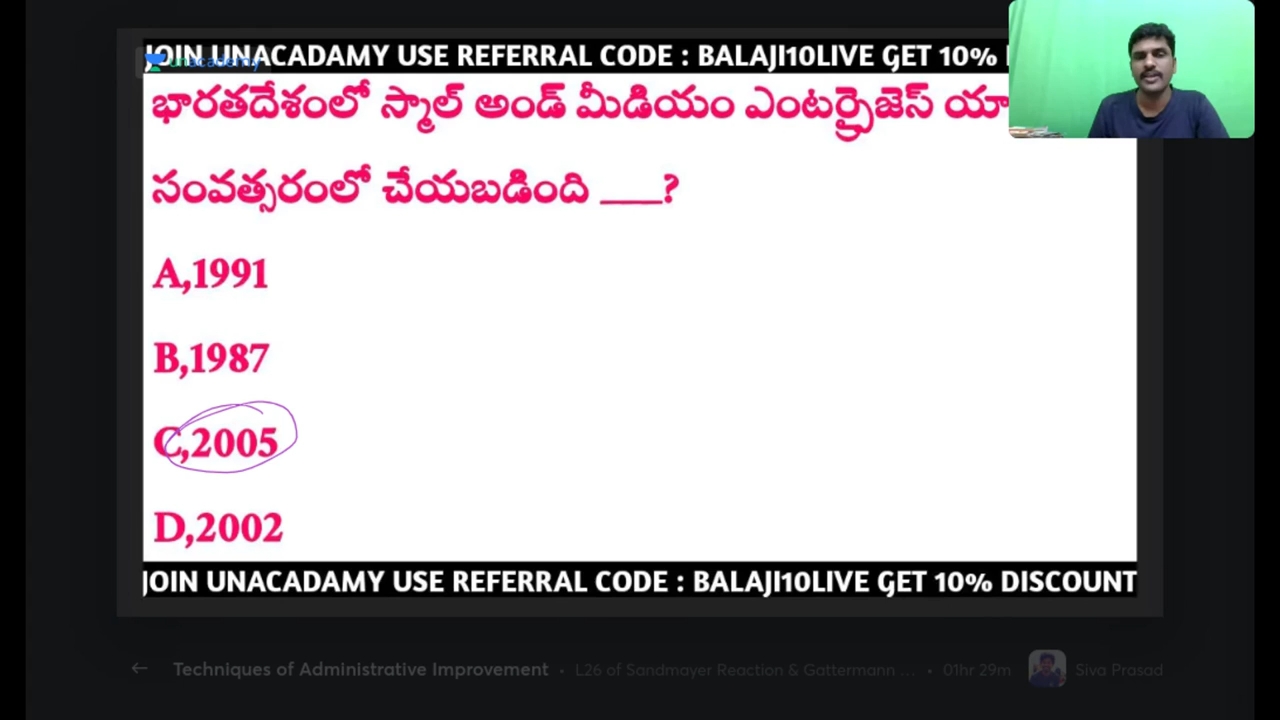 JOIN UNACADAMY USE REFERRAL CODE : BALAJI10LIVE GET 10%
unacademy
భారతదేశంలో స్మాల్ అండ్ మీడియం ఎంటర్ప్రైజెస్
సంవత్సరంలో చేయబడింది ___?
A,1991
B,1987
C,2005
D,2002
JOIN UNACADAMY USE REFERRAL CODE : BALAJI10LIVE GET 10% DISCOUNT
← Techniques of Administrative Improvement • L26 of Sandmayer Reaction & Gattermann ... • 01hr 29m Siva Prasad